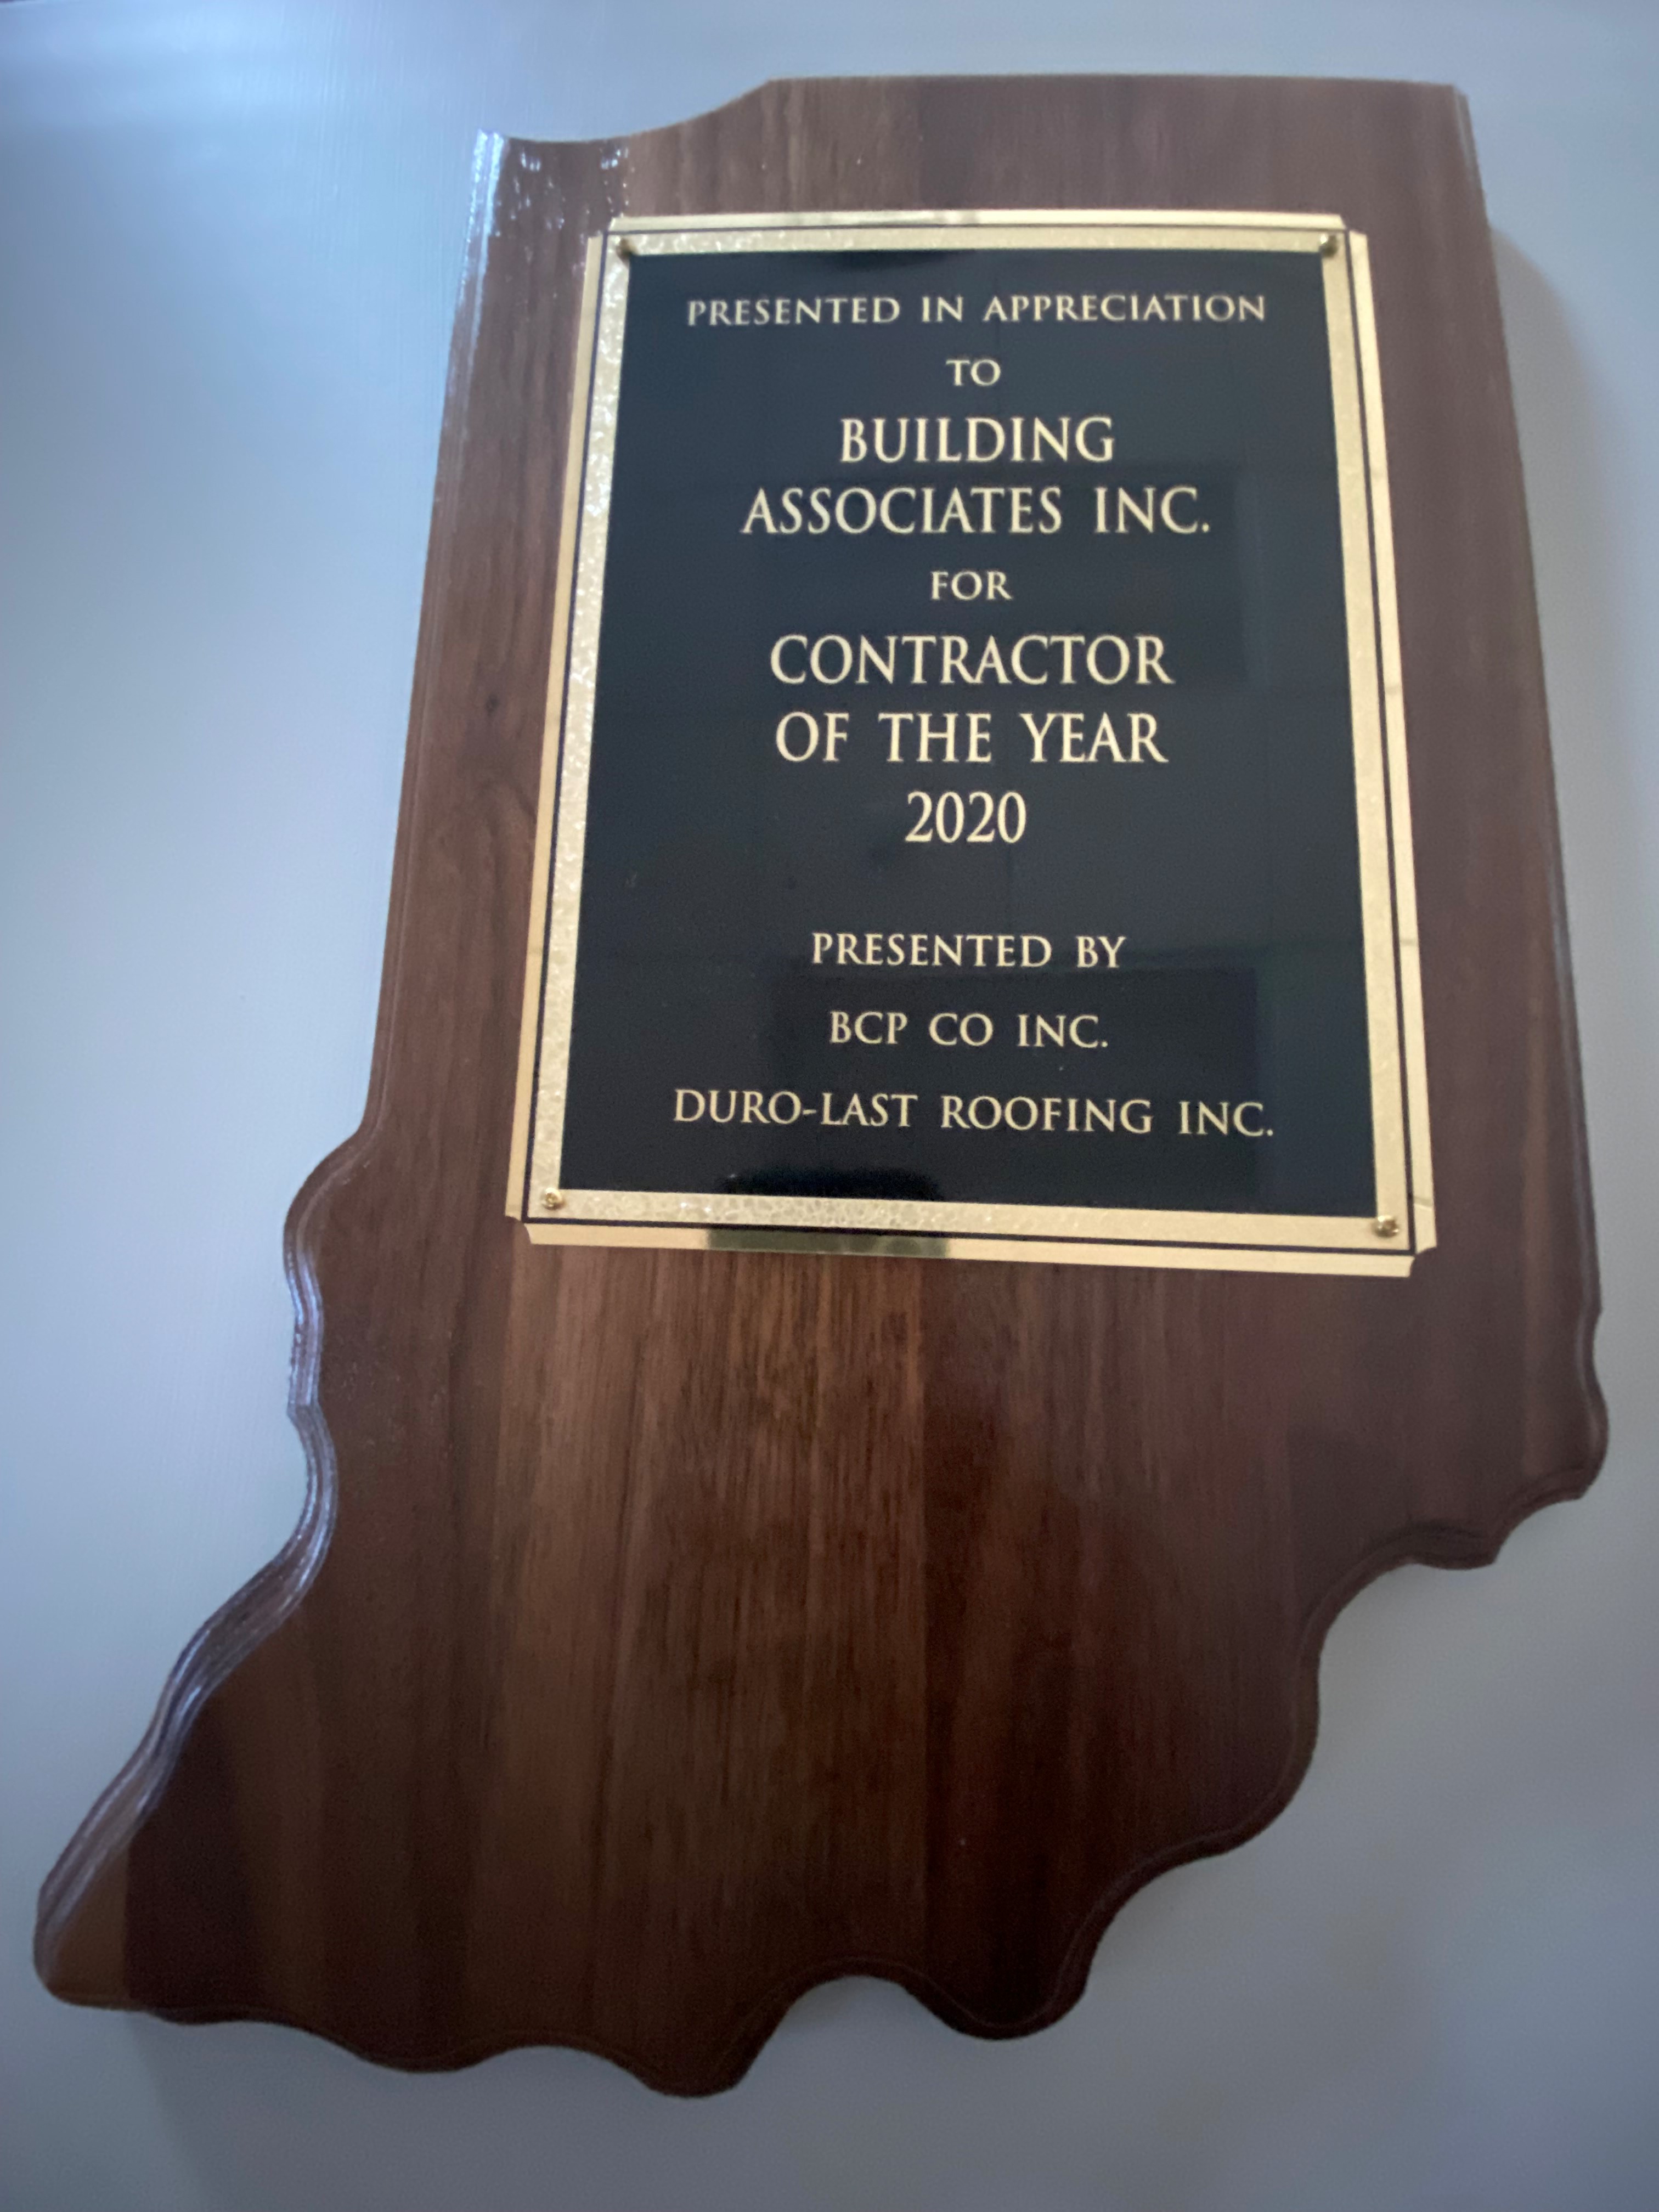 PRESENTED IN APPRECIATION
TO
BUILDING
ASSOCIATES INC.
FOR
CONTRACTOR
OF THE YEAR
2020
PRESENTED BY
BCP CO INC.
DURO-LAST ROOFING INC.